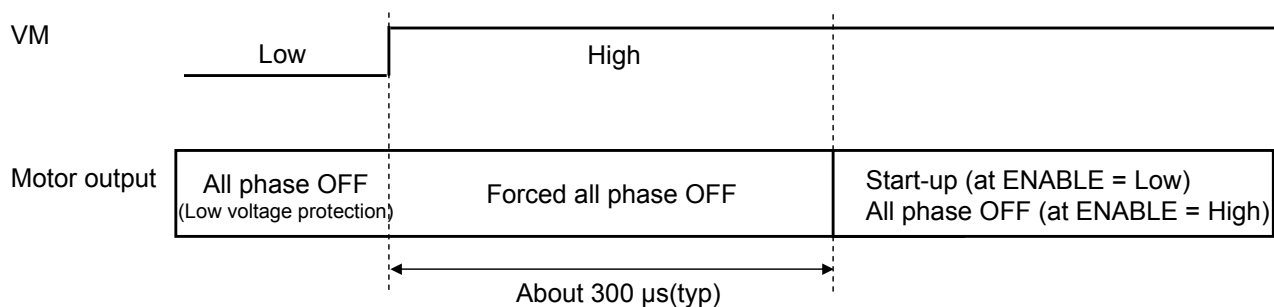 VM
Low
High
Motor output
All phase OFF
(Low voltage protection)
Forced all phase OFF
Start-up (at ENABLE = Low)
All phase OFF (at ENABLE = High)
About 300 μs(typ)